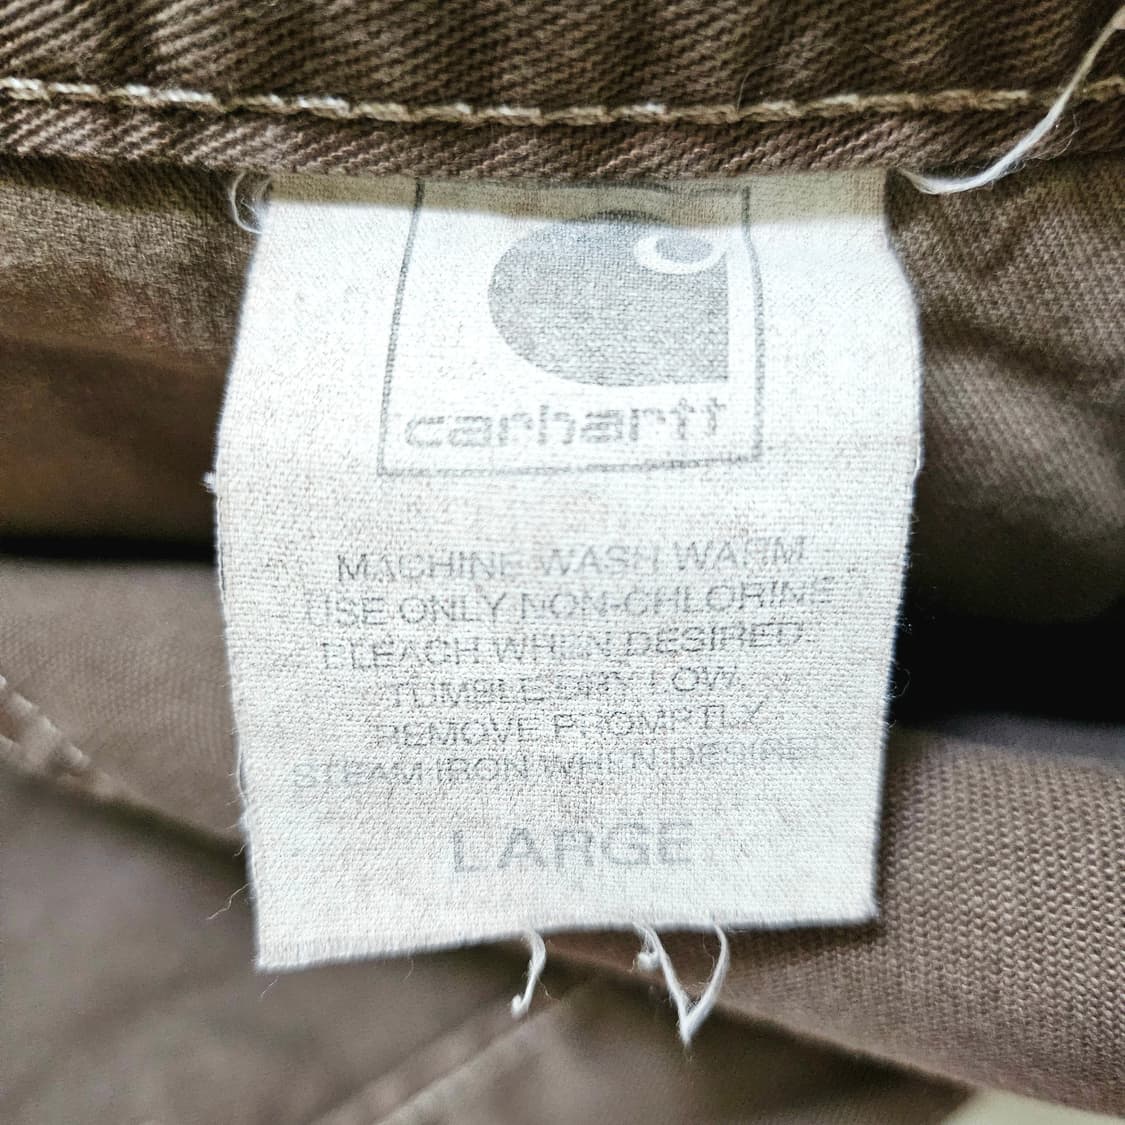 carhartt
MACHINE WASH WARM
USE ONLY NON-CHLORINE
BLEACH WHEN DESIRED
TUMBLE DRY LOW
REMOVE PROMPTLY
STEAM IRON WHEN DESIRED
LARGE